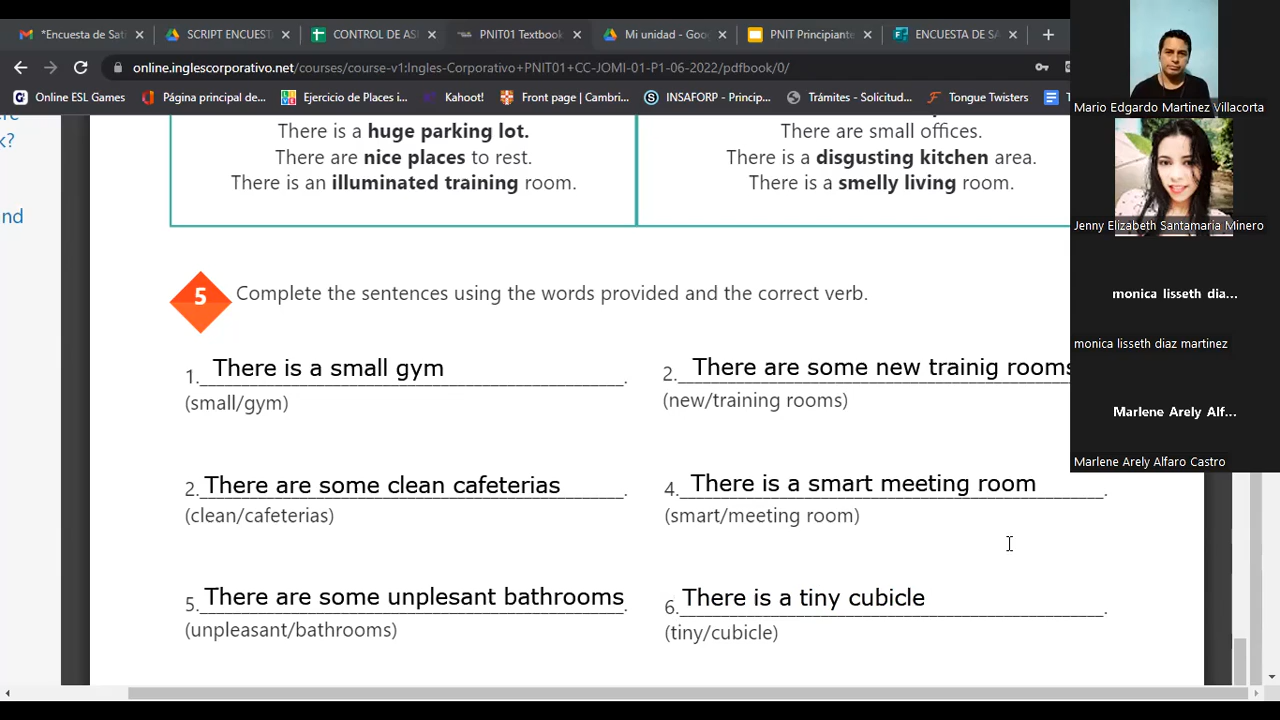 *Encuesta de Sati
SCRIPT ENCUEST
CONTROL DE AS
PNIT01 Textbook
Mi unidad - Goo
PNIT Principiante
ENCUESTA DE SA
online.inglescorporativo.net/courses/course-v1:Ingles-Corporativo+PNIT01+CC-JOMI-01-P1-06-2022/pdfbook/0/
Online ESL Games
Página principal de...
Ejercicio de Places i...
Kahoot!
Front page | Cambri...
INSAFORP - Princip...
Trámites - Solicitud...
Tongue Twisters
k?
nd
There is a huge parking lot.
There are nice places to rest.
There is an illuminated training room.
There are small offices.
There is a disgusting kitchen area.
There is a smelly living room.
5 Complete the sentences using the words provided and the correct verb.
1. There is a small gym.
(small/gym)
2. There are some new trainig rooms
(new/training rooms)
2. There are some clean cafeterias.
(clean/cafeterias)
4. There is a smart meeting room.
(smart/meeting room)
5. There are some unplesant bathrooms.
(unpleasant/bathrooms)
6. There is a tiny cubicle.
(tiny/cubicle)
Mario Edgardo Martinez Villacorta
Jenny Elizabeth Santamaria Minero
monica lisseth dia...
monica lisseth diaz martinez
Marlene Arely Alf...
Marlene Arely Alfaro Castro